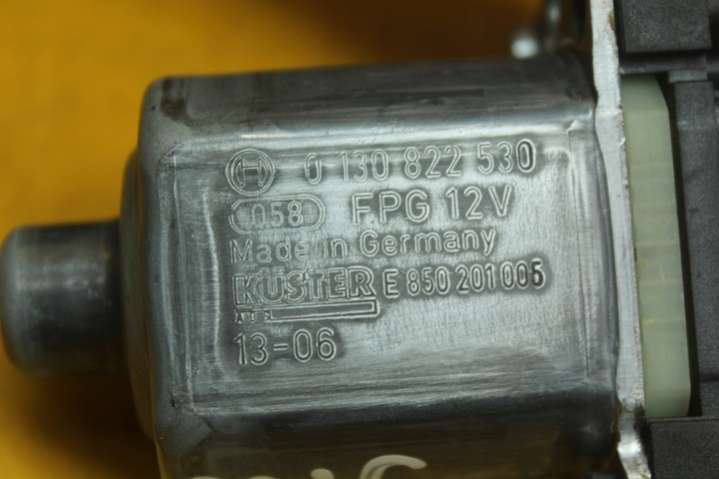 0 130 822 530
058 FPG 12V
Made in Germany
KÜSTER E 850 201 005
13-06